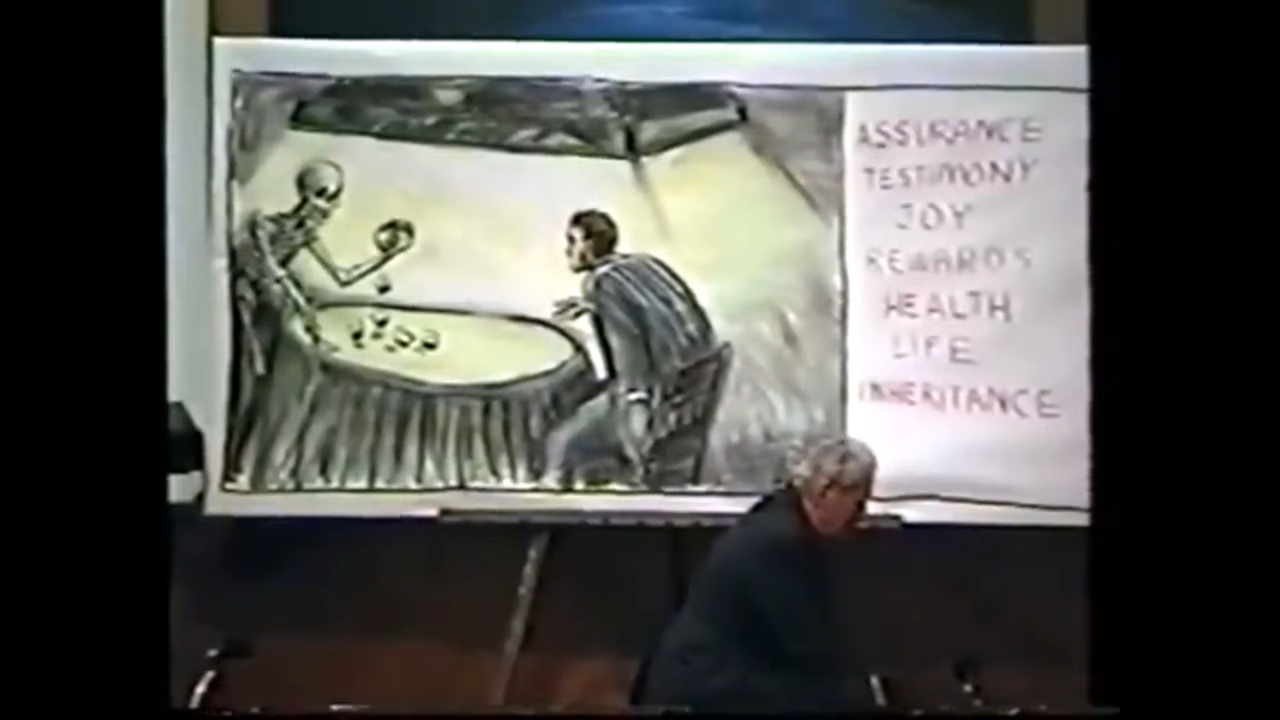 ASSURANCE
TESTIMONY
JOY
REWARDS
HEALTH
LIFE
INHERITANCE